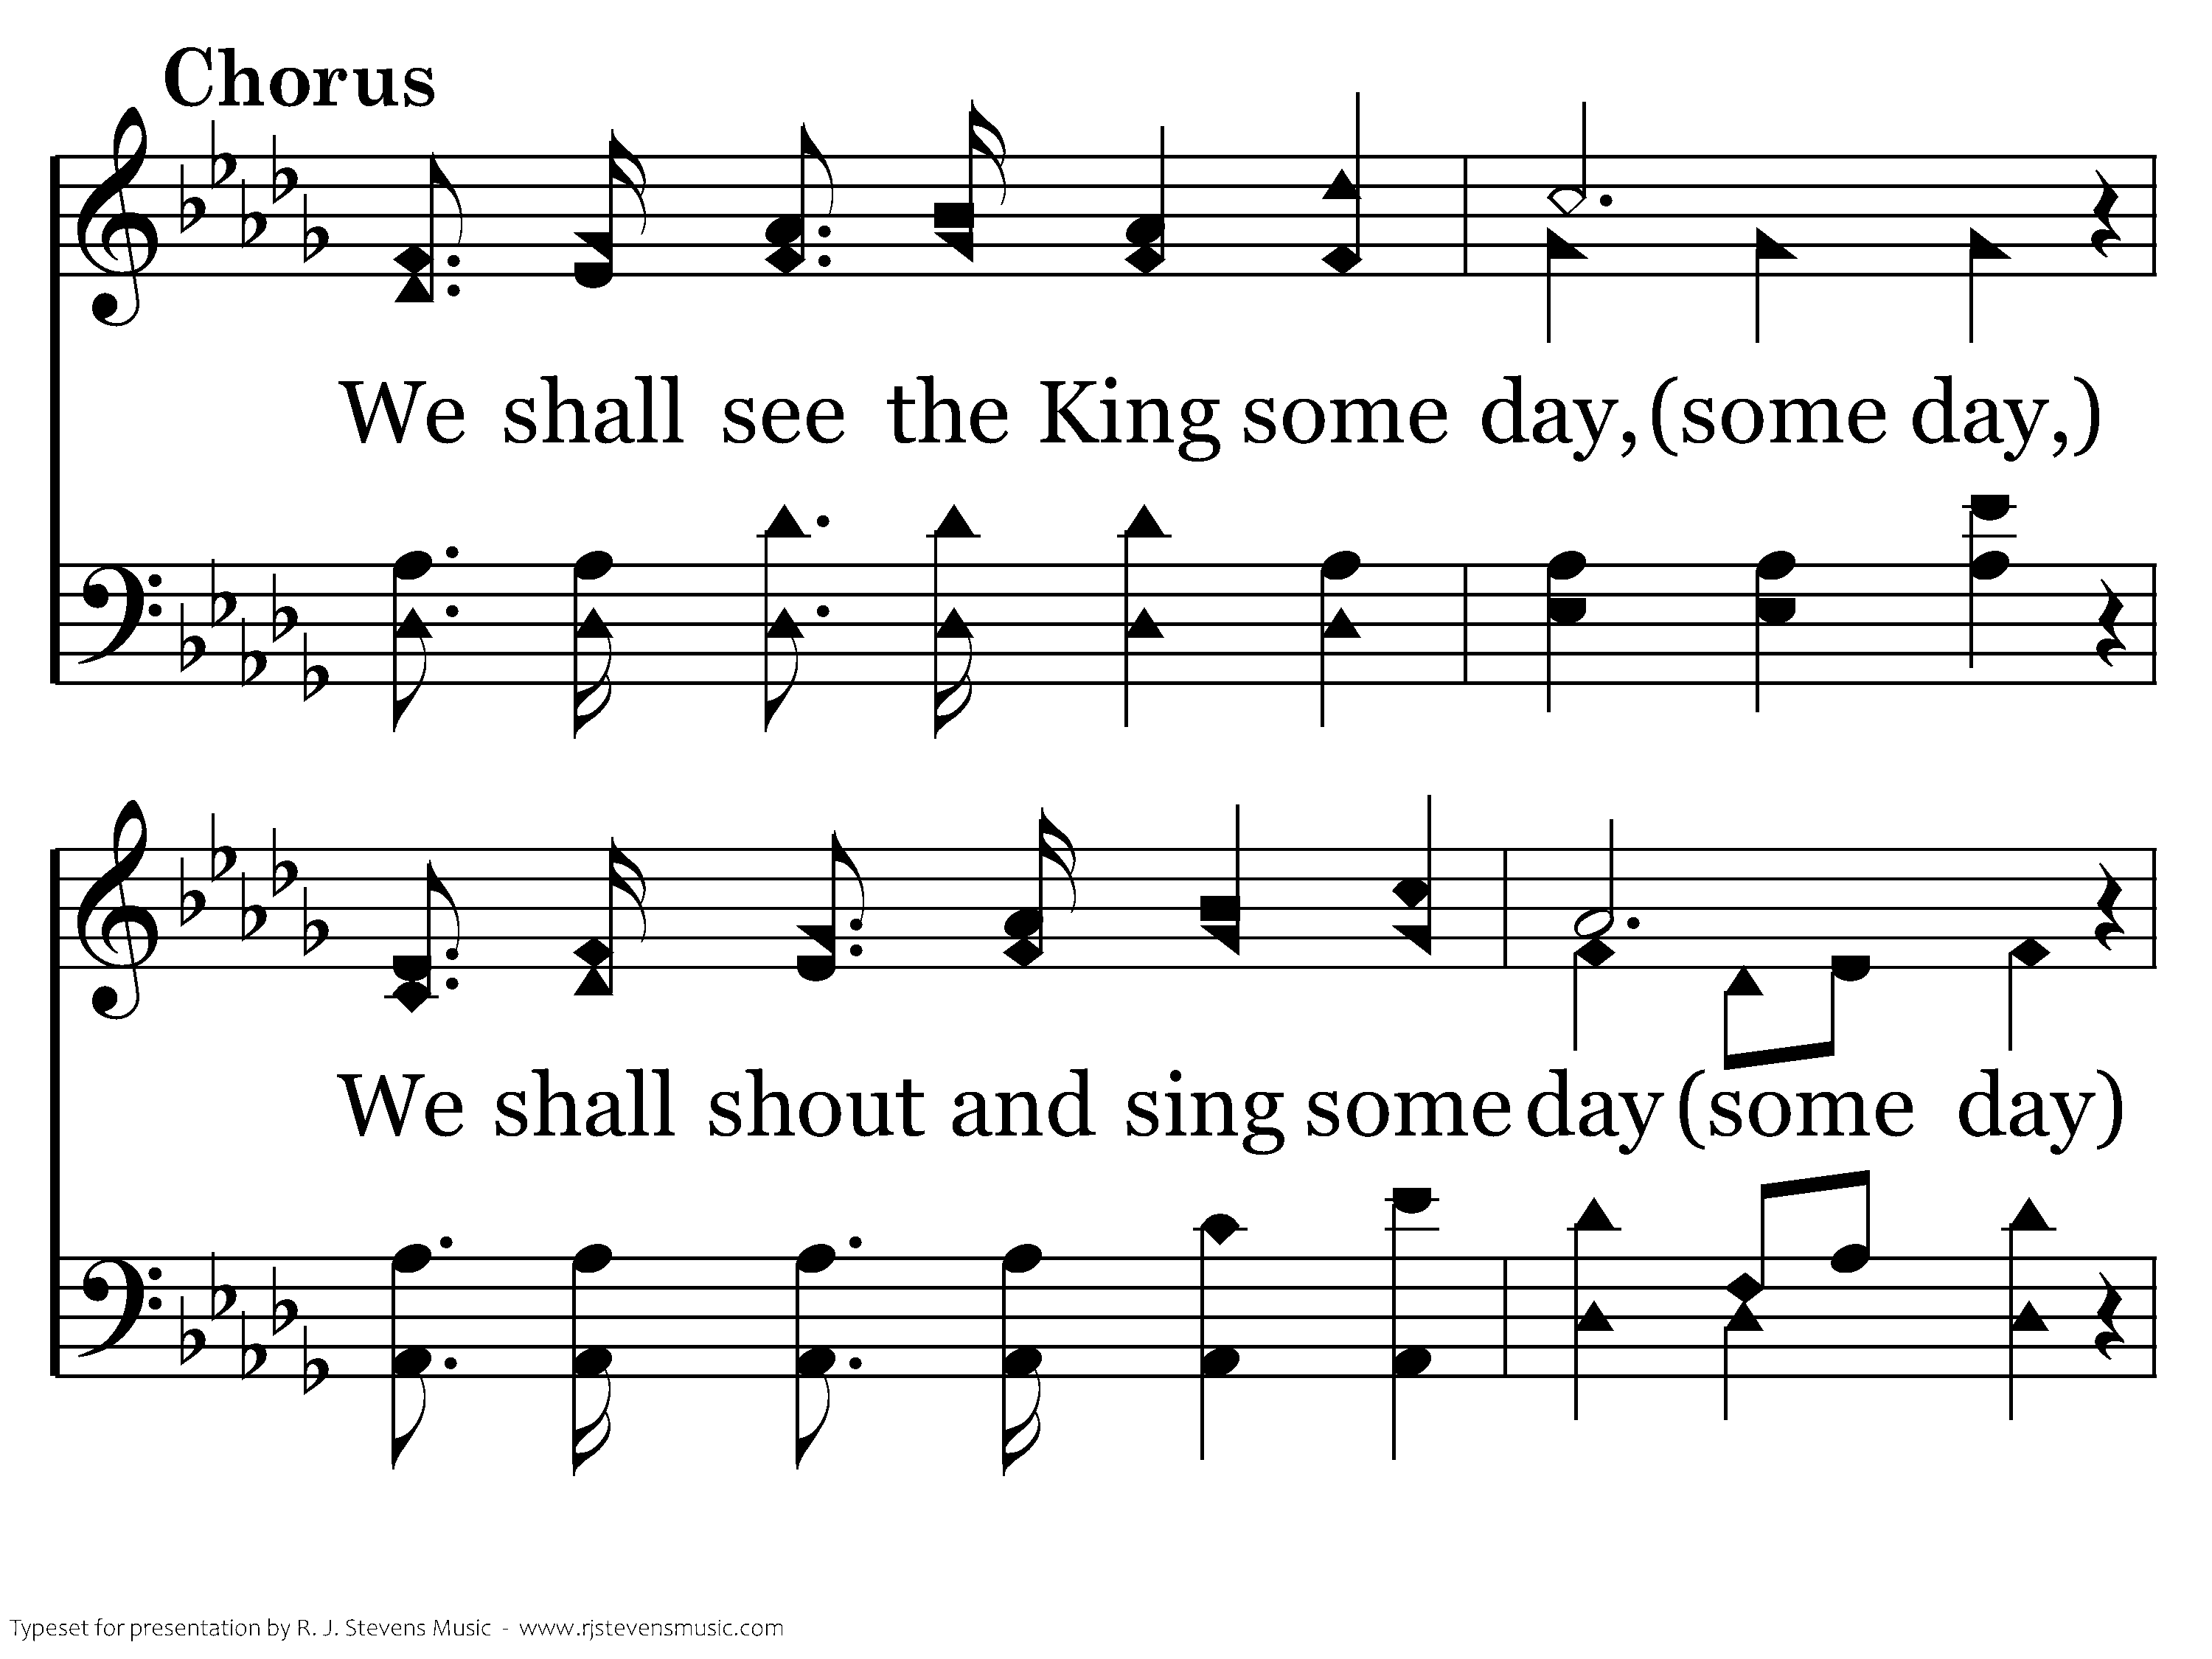 Chorus
We shall see the King some day, (some day,)
We shall shout and sing some day (some day)
Typeset for presentation by R. J. Stevens Music - www.rjstevensmusic.com